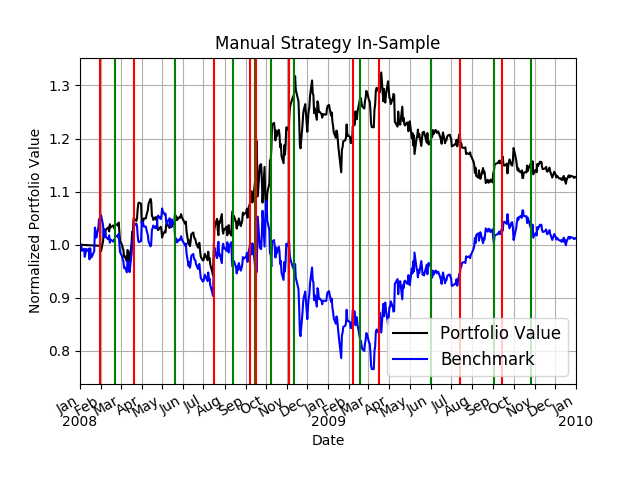 Manual Strategy In-Sample
Normalized Portfolio Value
1.3
1.2
1.1
1.0
0.9
0.8
Portfolio Value
Benchmark
Jan Feb Mar Apr May Jun Jul Aug Sep Oct Nov Dec Jan Feb Mar Apr May Jun Jul Aug Sep Oct Nov Dec Jan
2008 2009 2010
Date